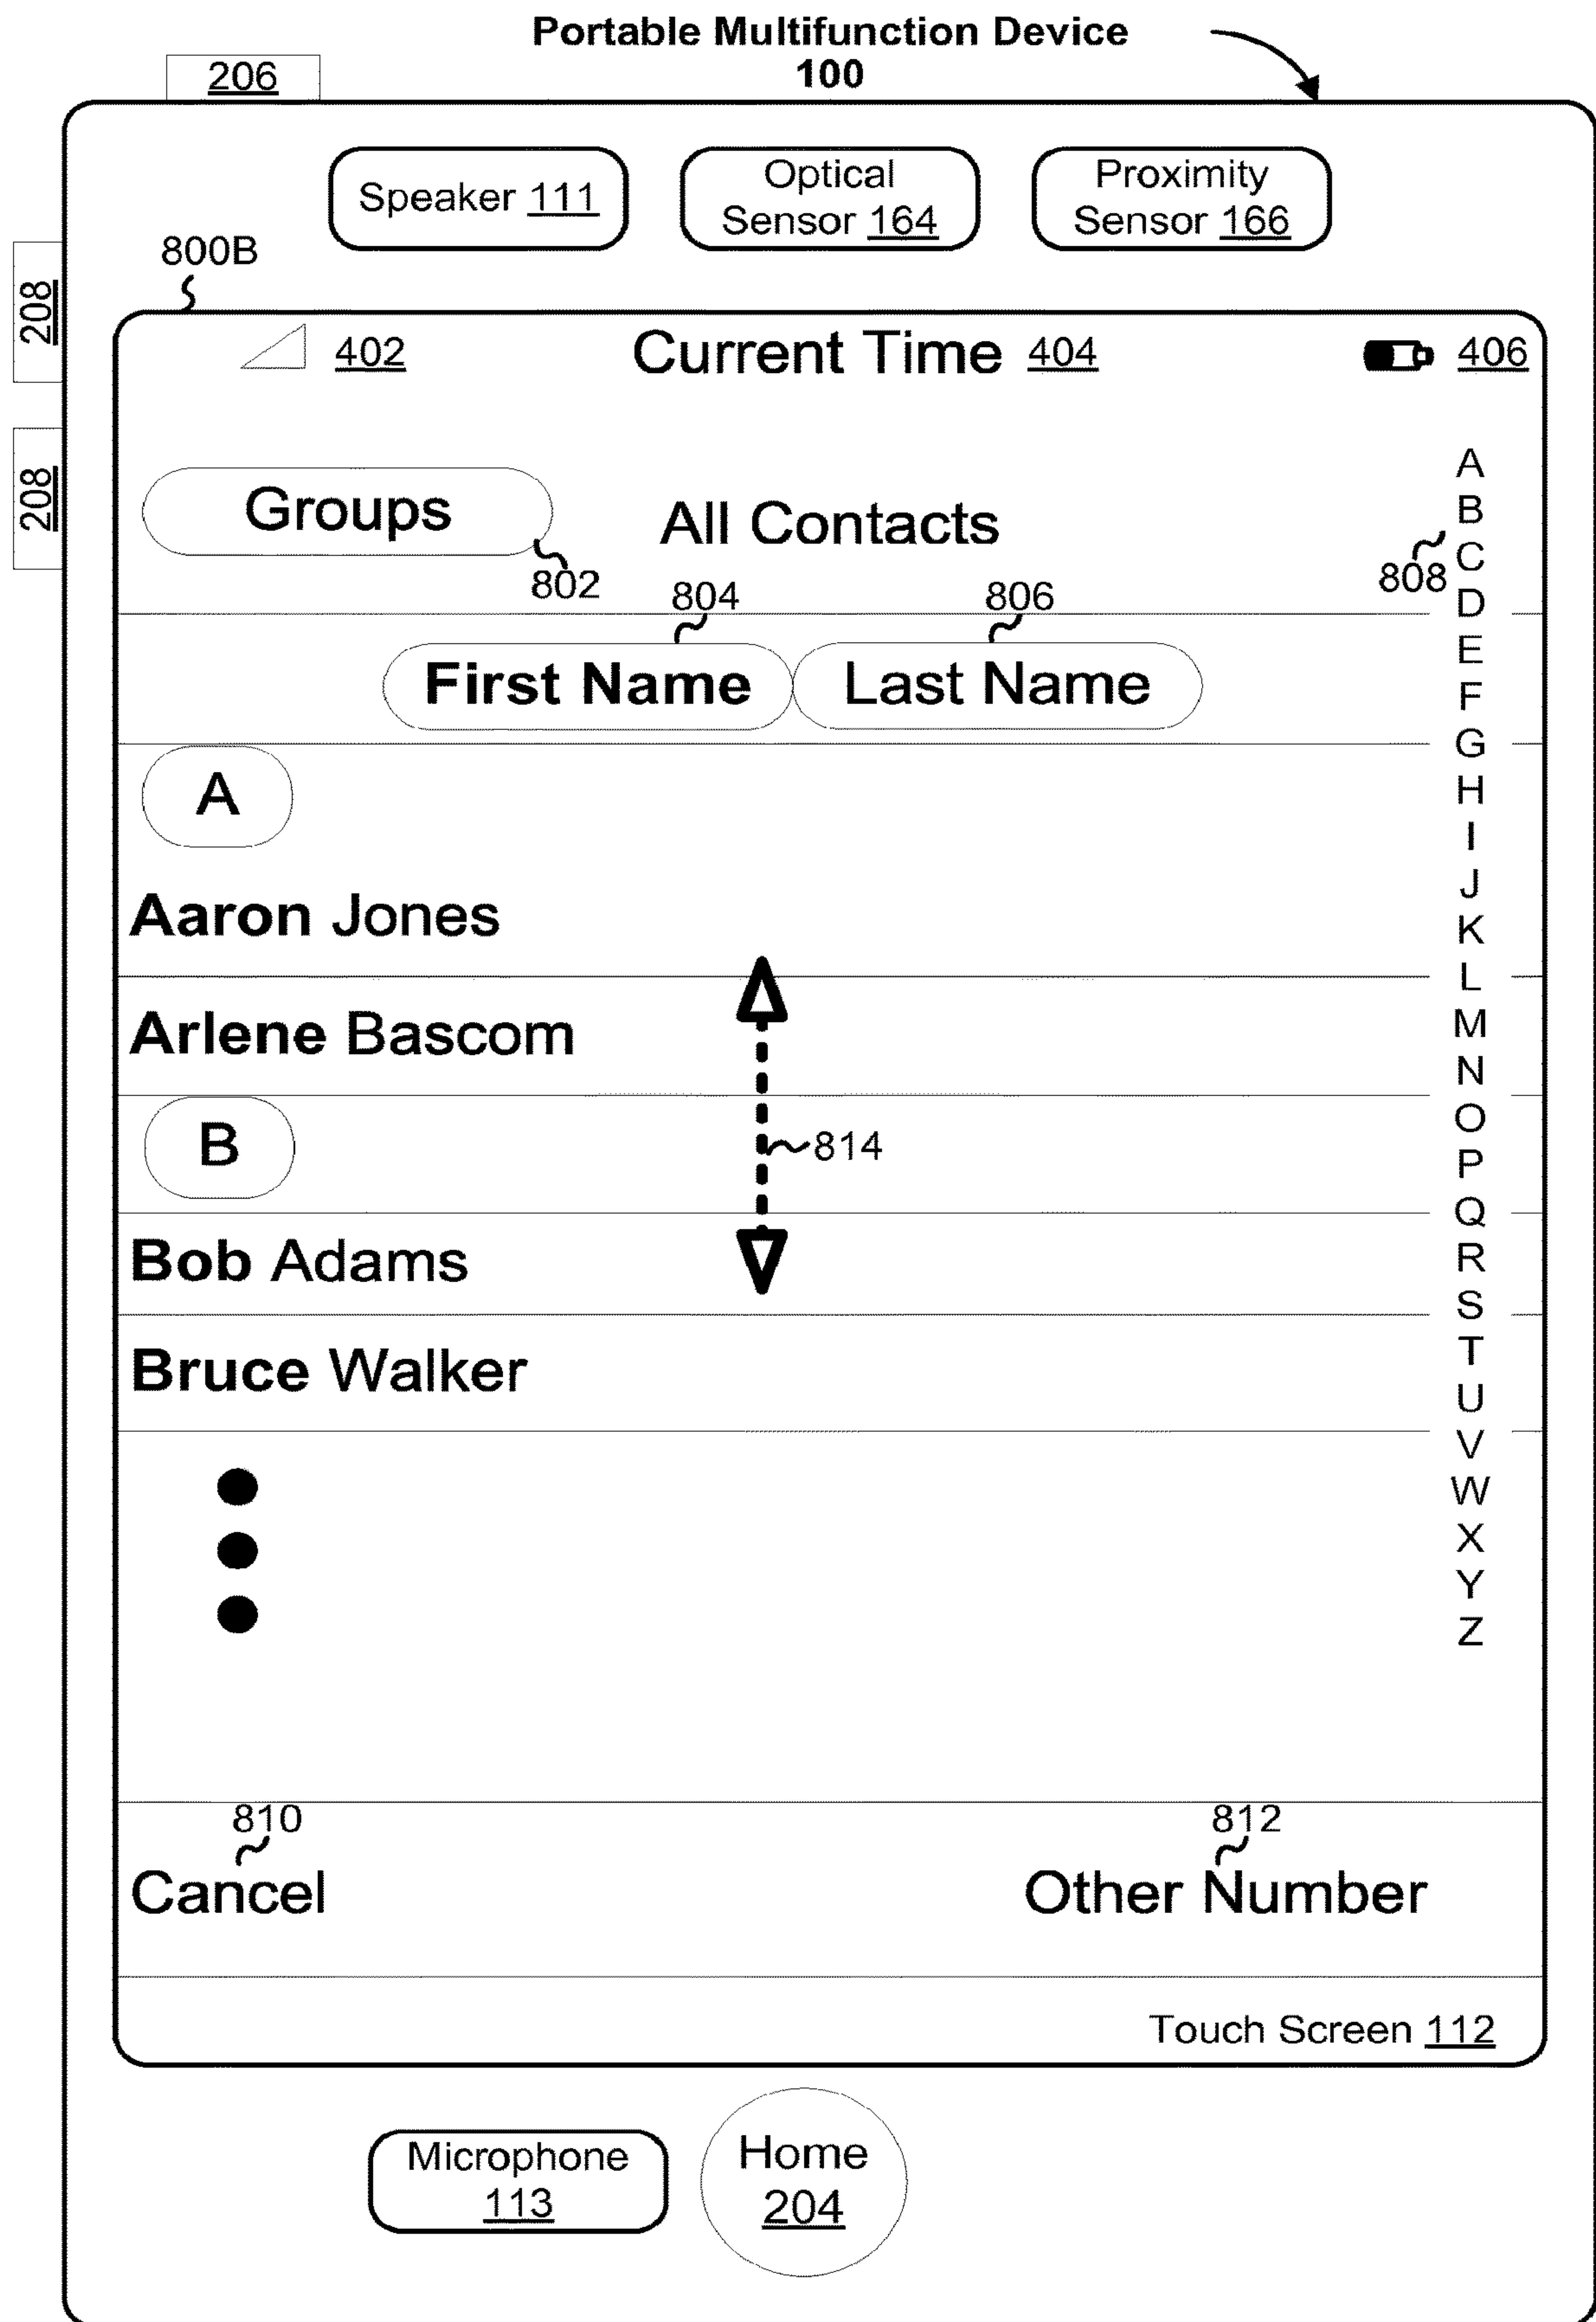 Portable Multifunction Device
100
206
Speaker 111
Optical
Sensor 164
Proximity
Sensor 166
800B
208
208
402
Current Time 404
406
Groups
802
All Contacts
808
804
806
First Name
Last Name
A
Aaron Jones
Arlene Bascom
B
814
Bob Adams
Bruce Walker
A
B
C
D
E
F
G
H
I
J
K
L
M
N
O
P
Q
R
S
T
U
V
W
X
Y
Z
810
812
Cancel
Other Number
Touch Screen 112
Microphone
113
Home
204